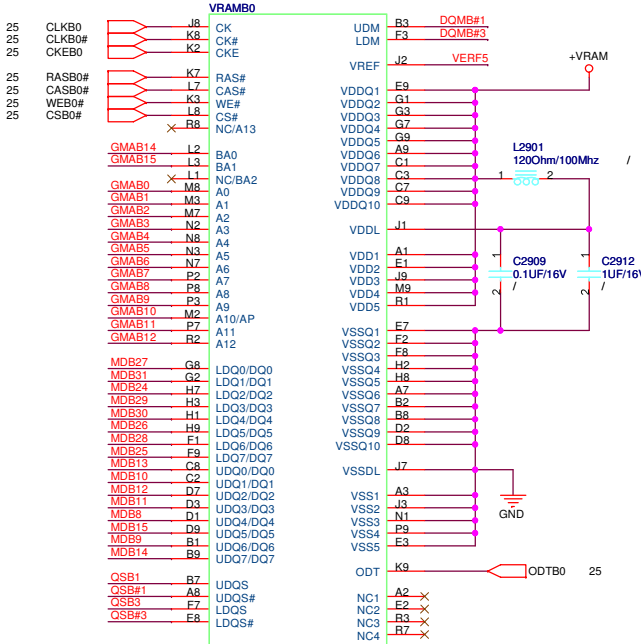 VRAMB0
25 CLKB0 J8 CK
25 CLKB0# K8 CK#
25 CKEB0 K2 CKE
25 RASB0# K7 RAS#
25 CASB0# L7 CAS#
25 WEB0# K3 WE#
25 CSB0# L8 CS#
R8 NC/A13
GMAB14 L2 BA0
GMAB15 L3 BA1
L1 NC/BA2
GMAB0 M8 A0
GMAB1 M3 A1
GMAB2 M7 A2
GMAB3 N2 A3
GMAB4 N8 A4
GMAB5 N3 A5
GMAB6 N7 A6
GMAB7 P2 A7
GMAB8 P8 A8
GMAB9 P3 A9
GMAB10 M2 A10/AP
GMAB11 P7 A11
GMAB12 R2 A12
MDB27 G8 LDQ0/DQ0
MDB31 G2 LDQ1/DQ1
MDB24 H7 LDQ2/DQ2
MDB29 H3 LDQ3/DQ3
MDB30 H1 LDQ4/DQ4
MDB26 H9 LDQ5/DQ5
MDB28 F1 LDQ6/DQ6
MDB25 F9 LDQ7/DQ7
MDB13 C8 UDQ0/DQ0
MDB10 C2 UDQ1/DQ1
MDB12 D7 UDQ2/DQ2
MDB11 D3 UDQ3/DQ3
MDB8 D1 UDQ4/DQ4
MDB15 D9 UDQ5/DQ5
MDB9 B1 UDQ6/DQ6
MDB14 B9 UDQ7/DQ7
QSB1 B7 UDQS
QSB#1 A8 UDQS#
QSB3 F7 LDQS
QSB#3 E8 LDQS#
UDM B3 DQMB#1
LDM F3 DQMB#3
VREF J2 VERF5
+VRAM
VDDQ1 E9
VDDQ2 G1
VDDQ3 G3
VDDQ4 G7
VDDQ5 G9
VDDQ6 A9
VDDQ7 C1
VDDQ8 C3
VDDQ9 C7
VDDQ10 C9
L2901
120Ohm/100Mhz /
1 2
VDDL J1
VDD1 A1
VDD2 E1
VDD3 J9
VDD4 M9
VDD5 R1
1 C2909
0.1UF/16V
2 /
1 C2912
1UF/16V
2 /
VSSQ1 E7
VSSQ2 F2
VSSQ3 F8
VSSQ4 H2
VSSQ5 H8
VSSQ6 A7
VSSQ7 B2
VSSQ8 B8
VSSQ9 D2
VSSQ10 D8
VSSDL J7
VSS1 A3
VSS2 J3
VSS3 N1
VSS4 P9
VSS5 E3
GND
ODT K9 ODTB0 25
NC1 A2
NC2 E2
NC3 R3
NC4 R7